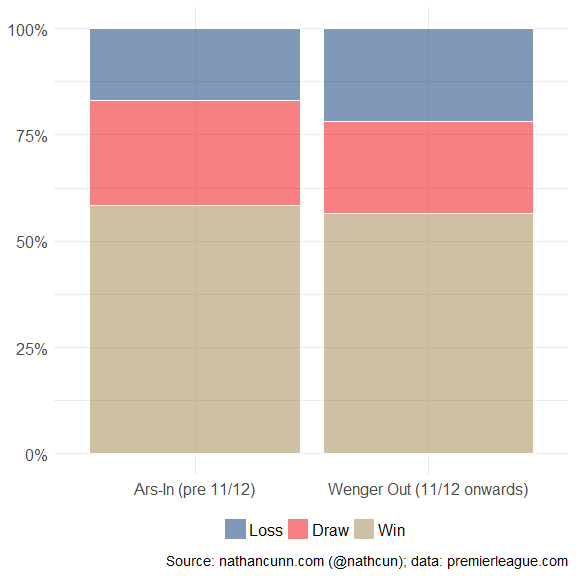 100%
75%
50%
25%
0%
Ars-In (pre 11/12) Wenger Out (11/12 onwards)
Loss Draw Win
Source: nathancunn.com (@nathcun); data: premierleague.com